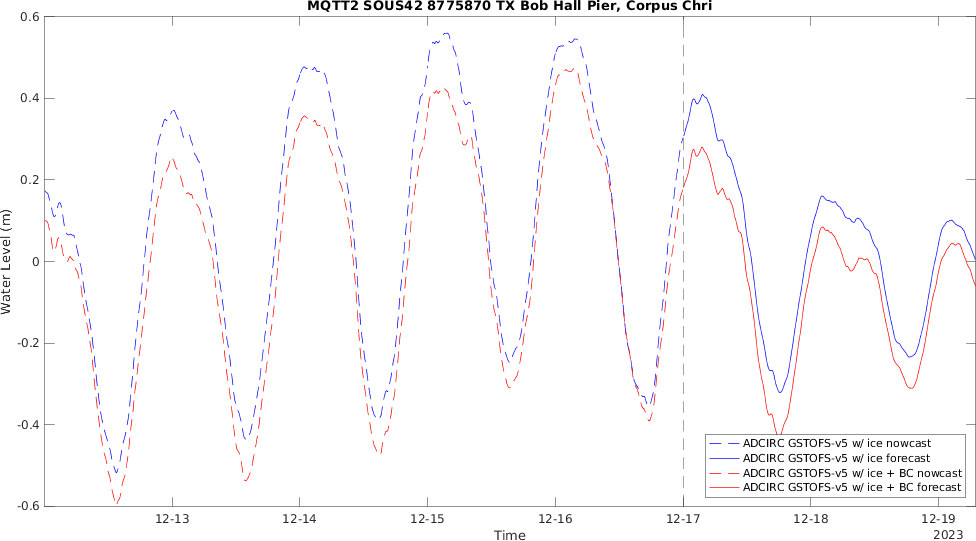 MQTT2 SOUS42 8775870 TX Bob Hall Pier, Corpus Chri
0.6
0.4
0.2
0
-0.2
-0.4
-0.6
Water Level (m)
12-13
12-14
12-15
12-16
12-17
12-18
12-19
Time
2023
ADCIRC GSTOFS-v5 w/ ice nowcast
ADCIRC GSTOFS-v5 w/ ice forecast
ADCIRC GSTOFS-v5 w/ ice + BC nowcast
ADCIRC GSTOFS-v5 w/ ice + BC forecast